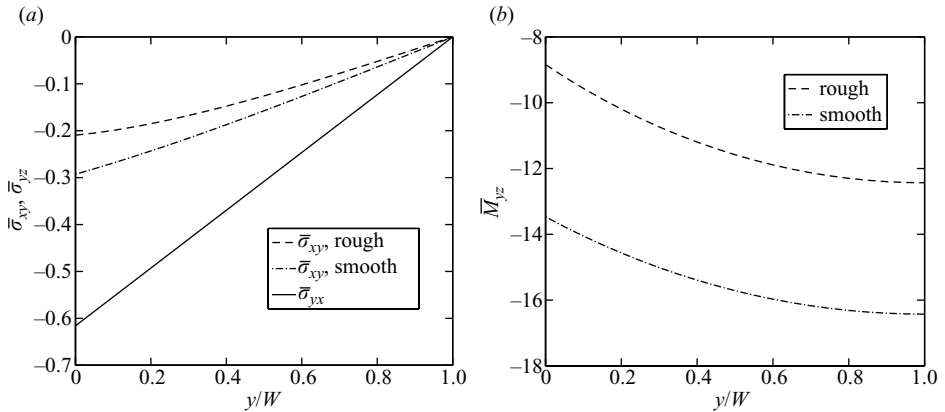 (a)
0
–0.1
–0.2
–0.3
–0.4
–0.5
–0.6
–0.7
σ̅xy, σ̅yz
σ̅xy, rough
σ̅xy, smooth
σ̅yx
0 0.2 0.4 0.6 0.8 1.0
y/W
(b)
–8
–10
–12
–14
–16
–18
M̅yz
rough
smooth
0 0.2 0.4 0.6 0.8 1.0
y/W